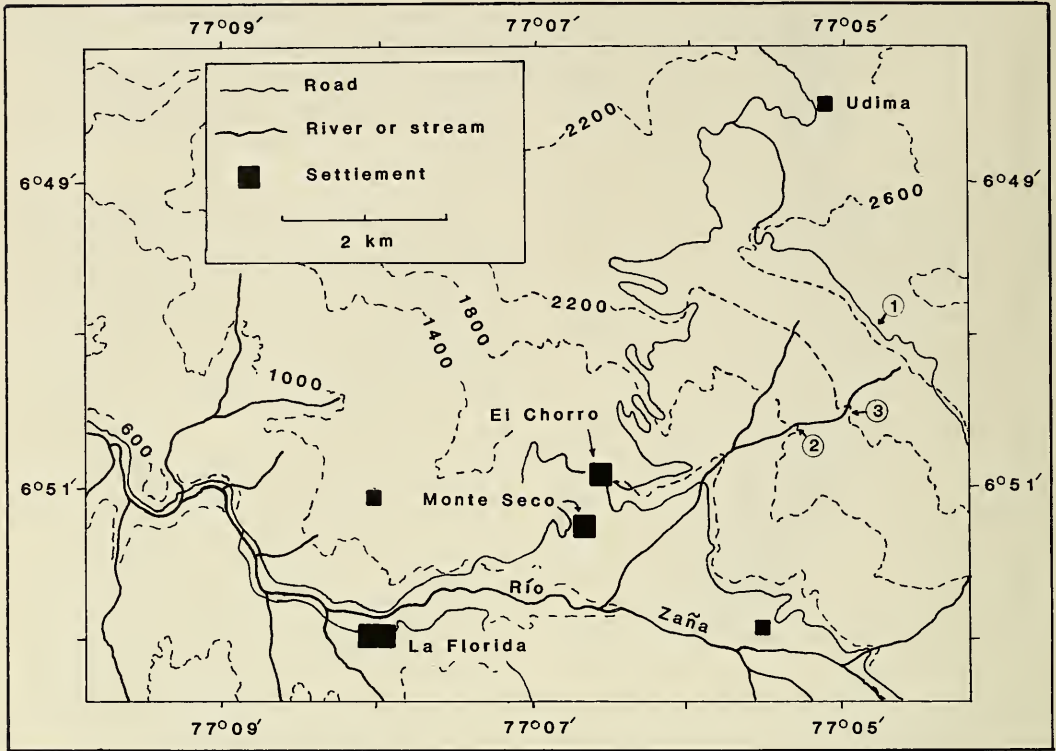 77°09′ 77°07′ 77°05′
Road
River or stream
Settlement
2 km
2200
Udima
6°49′ 6°49′
2600
1
2200
1800
1400
1000
El Chorro
3
2
600
6°51′ 6°51′
Monte Seco
Río
Zaña
La Florida
77°09′ 77°07′ 77°05′